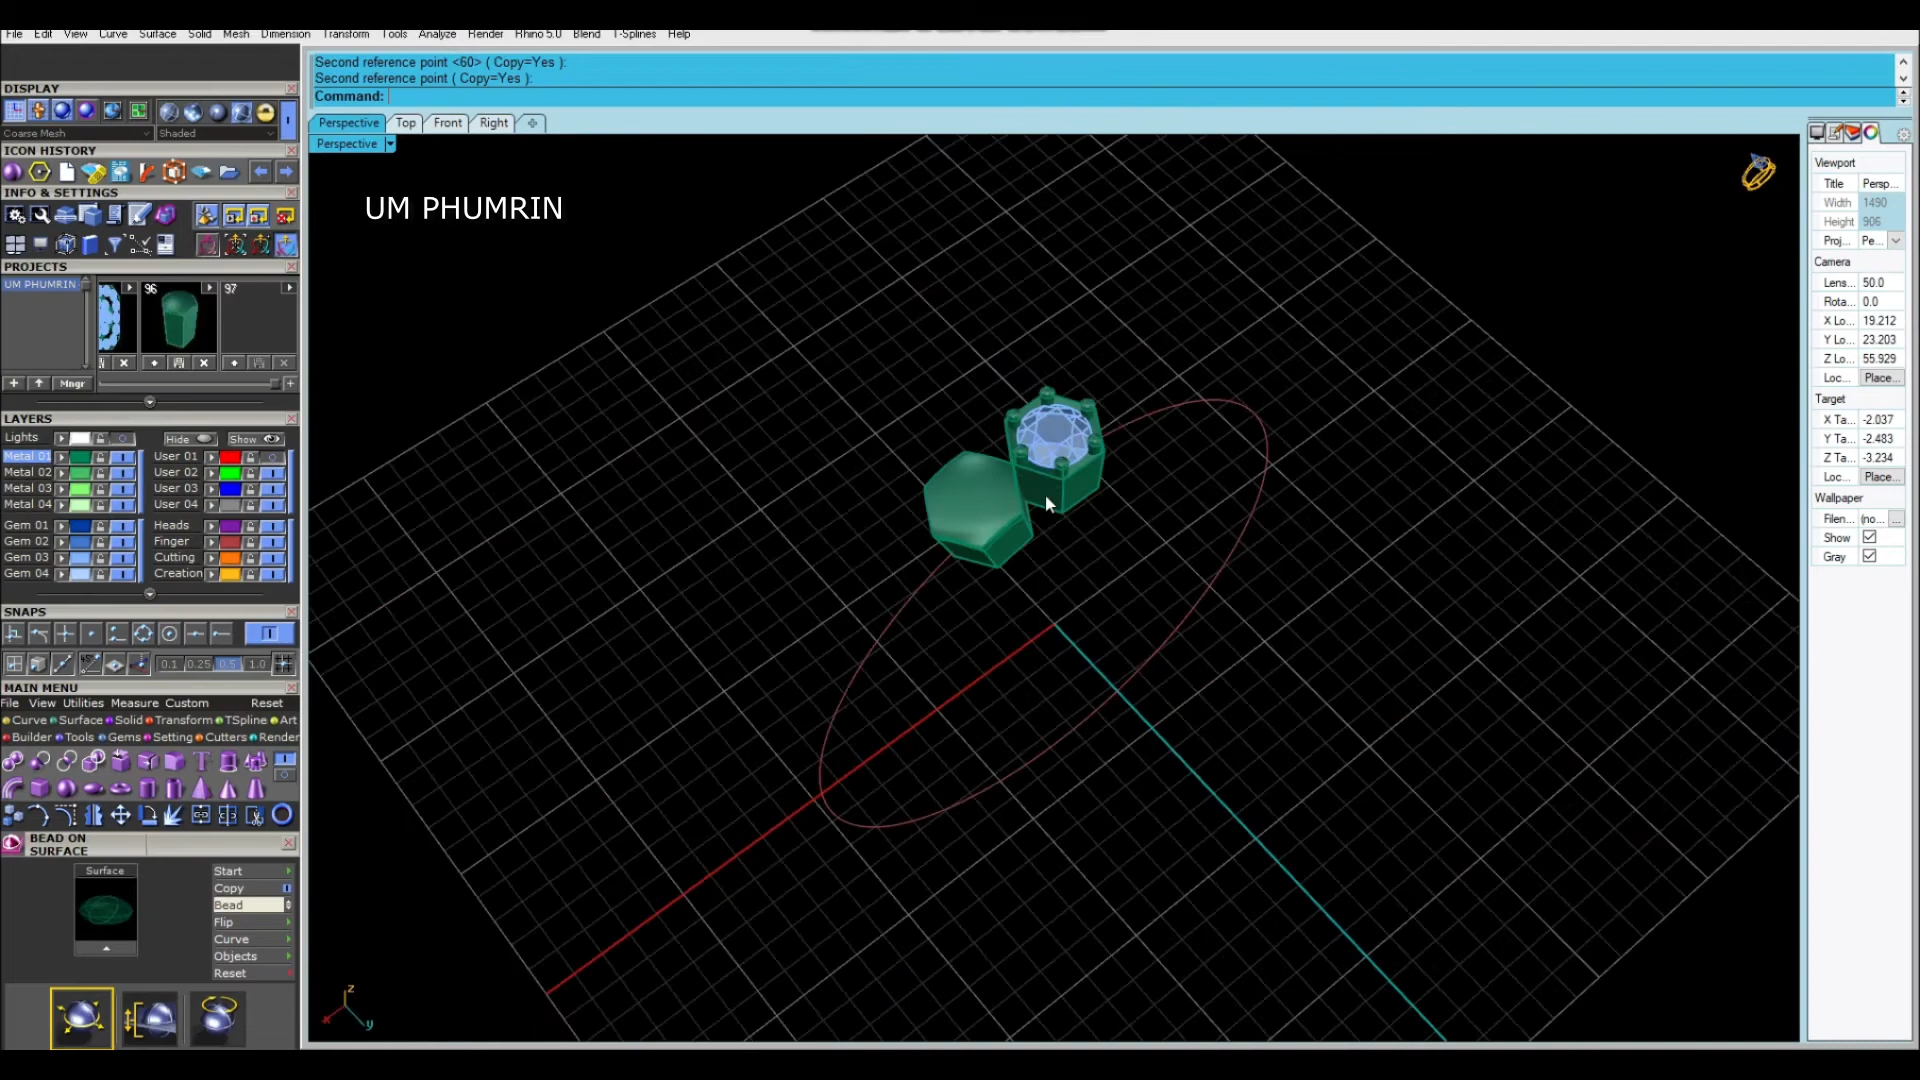 File Edit View Curve Surface Solid Mesh Dimension Transform Tools Analyze Render Rhino 5.0 Blend T-Splines Help
Second reference point <60> ( Copy=Yes ):
Second reference point ( Copy=Yes ):
Command:
Perspective Top Front Right
Perspective
UM PHUMRIN
DISPLAY
Coarse Mesh Shaded
ICON HISTORY
INFO & SETTINGS
PROJECTS
UM PHUMRIN 96 97
Mngr
LAYERS
Lights Hide Show
Metal 01 User 01
Metal 02 User 02
Metal 03 User 03
Metal 04 User 04
Gem 01 Heads
Gem 02 Finger
Gem 03 Cutting
Gem 04 Creation
SNAPS
0.1 0.25 0.5 1.0
MAIN MENU
File View Utilities Measure Custom Reset
Curve Surface Solid Transform TSpline Art
Builder Tools Gems Setting Cutters Render
BEAD ON
SURFACE
Surface
Start
Copy
Bead
Flip
Curve
Objects
Reset
z
x
y
Viewport
Title Persp...
Width 1490
Height 906
Proj... Pe...
Camera
Lens... 50.0
Rota... 0.0
X Lo... 19.212
Y Lo... 23.203
Z Lo... 55.929
Loc... Place...
Target
X Ta... -2.037
Y Ta... -2.483
Z Ta... -3.234
Loc... Place...
Wallpaper
Filen... (no... ...
Show
Gray